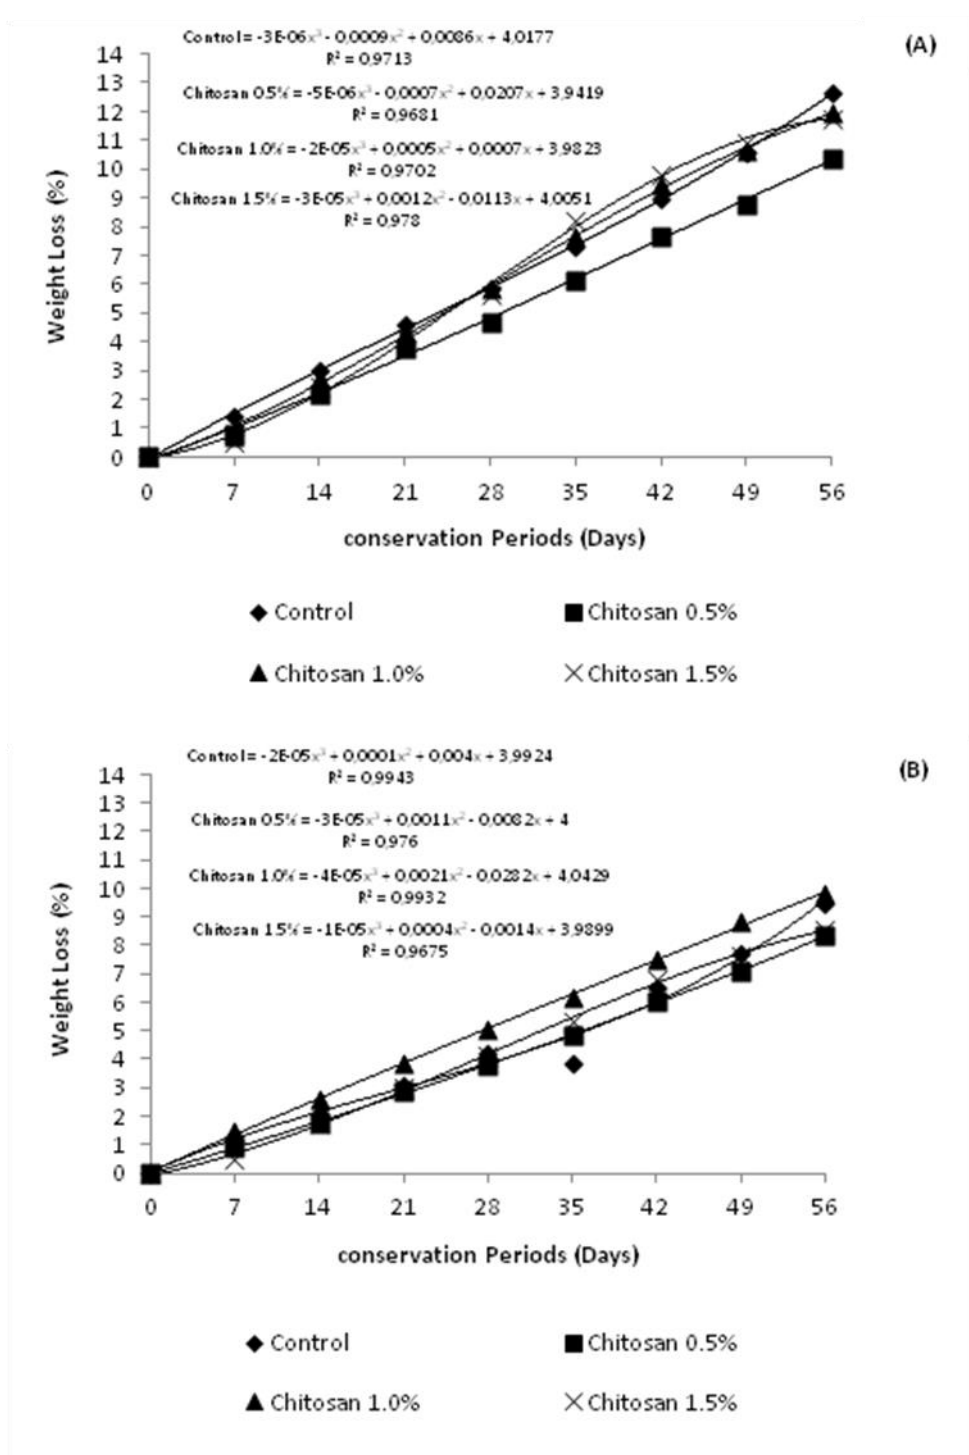 Control = -3E-06x³ - 0,0009x² + 0,0086x + 4,0177
(A)
R² = 0,9713
Chitosan 0.5% = -5E-06x³ - 0,0007x² + 0,0207x + 3,9419
R² = 0,9681
Chitosan 1.0% = -2E-05x³ + 0,0005x² + 0,0007x + 3,9823
R² = 0,9702
Chitosan 1.5% = -3E-05x³ + 0,0012x² - 0,0113x + 4,0051
R² = 0,978
Weight Loss (%)
14
13
12
11
10
9
8
7
6
5
4
3
2
1
0
0 7 14 21 28 35 42 49 56
conservation Periods (Days)
Control Chitosan 0.5%
Chitosan 1.0% Chitosan 1.5%
Control = -2E-05x³ + 0,0001x² + 0,004x + 3,9924
(B)
R² = 0,9943
Chitosan 0.5% = -3E-05x³ + 0,0011x² - 0,0082x + 4
R² = 0,976
Chitosan 1.0% = -4E-05x³ + 0,0021x² - 0,0282x + 4,0429
R² = 0,9932
Chitosan 1.5% = -1E-05x³ + 0,0004x² - 0,0014x + 3,9899
R² = 0,9675
Weight Loss (%)
14
13
12
11
10
9
8
7
6
5
4
3
2
1
0
0 7 14 21 28 35 42 49 56
conservation Periods (Days)
Control Chitosan 0.5%
Chitosan 1.0% Chitosan 1.5%